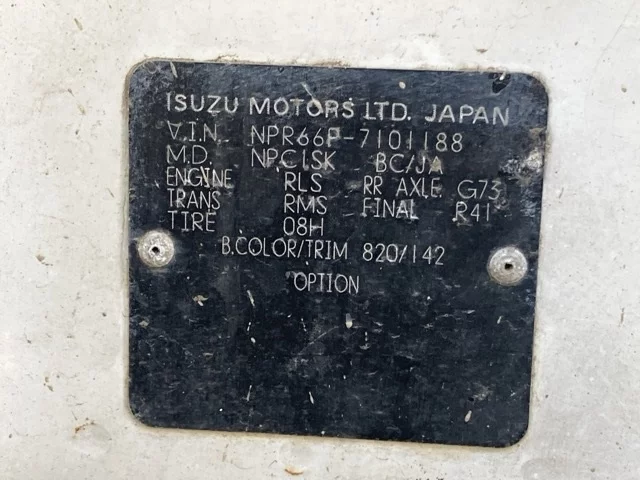 ISUZU MOTORS LTD. JAPAN
V.I.N. NPR66P-7101188
M.D. NPC1SK BC/JA
ENGINE RLS RR AXLE G73
TRANS RMS FINAL R41
TIRE 08H
B.COLOR/TRIM 820/142
OPTION